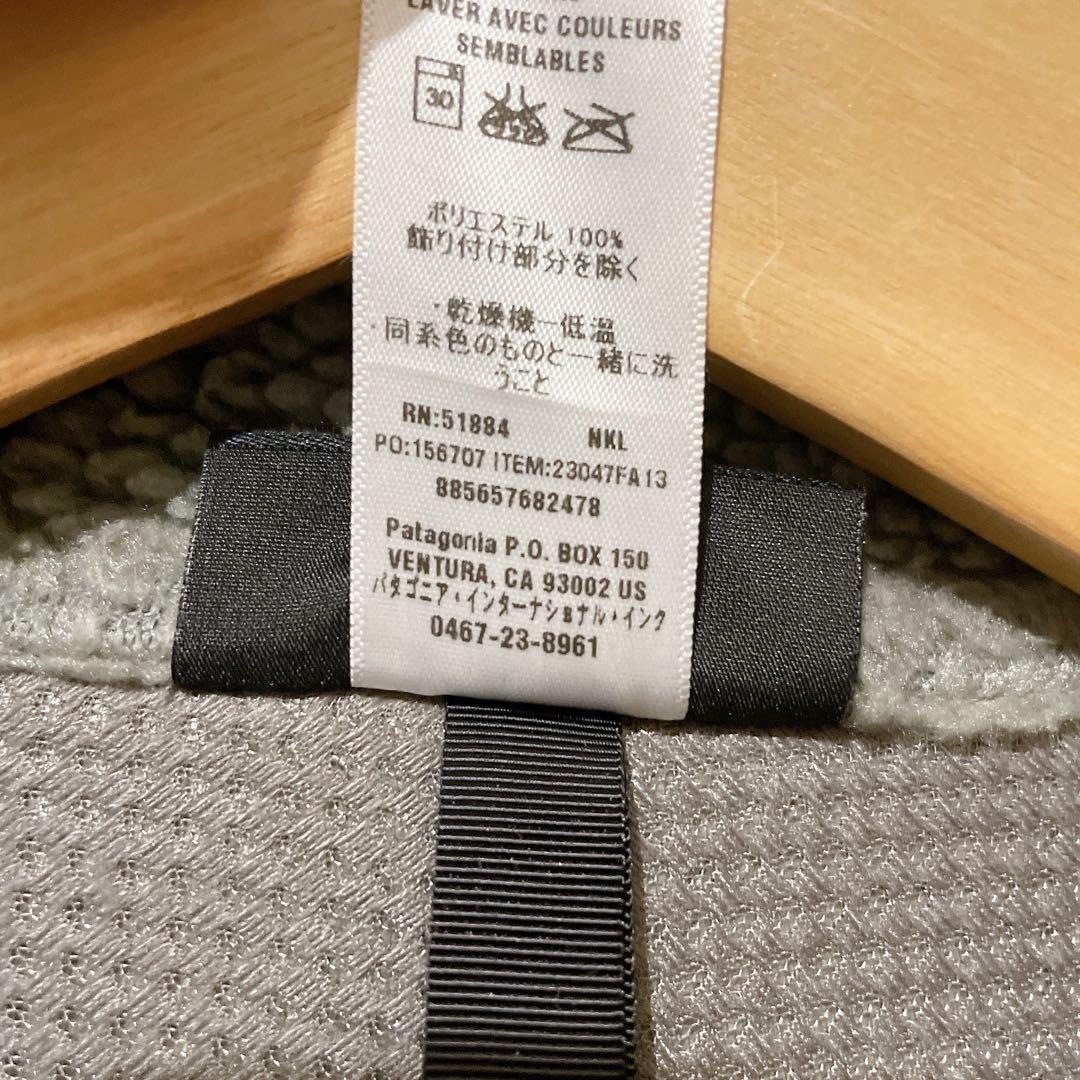 LAVER AVEC COULEURS
SEMBLABLES
30
ポリエステル 100%
飾り付け部分を除く
・乾燥機ー低温
・同系色のものと一緒に洗
うこと
RN:51884 NKL
PO:156707 ITEM:23047FA13
885657682478
Patagonia P.O. BOX 150
VENTURA, CA 93002 US
パタゴニア・インターナショナル・インク
0467-23-8961